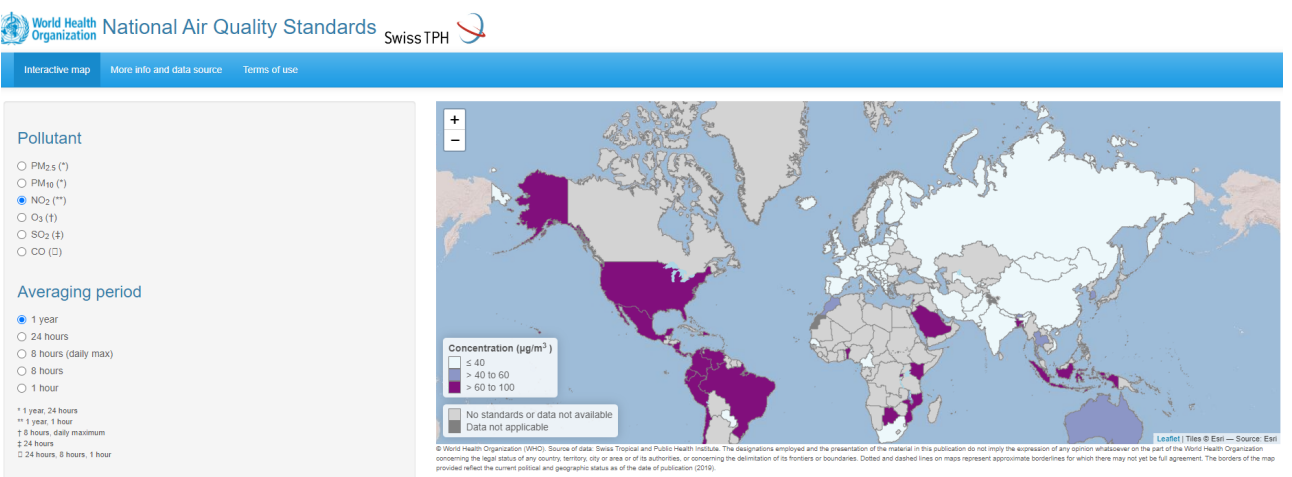 World Health
Organization
National Air Quality Standards
Swiss TPH
Interactive map
More info and data source
Terms of use
Pollutant
PM2.5 (*)
PM10 (*)
NO2 (**)
O3 (†)
SO2 (‡)
CO (▯)
Averaging period
1 year
24 hours
8 hours (daily max)
8 hours
1 hour
* 1 year, 24 hours
** 1 year, 1 hour
† 8 hours, daily maximum
‡ 24 hours
▯ 24 hours, 8 hours, 1 hour
+
−
Concentration (µg/m3 )
≤ 40
> 40 to 60
> 60 to 100
No standards or data not available
Data not applicable
Leaflet | Tiles © Esri — Source: Esri
© World Health Organization (WHO). Source of data: Swiss Tropical and Public Health Institute. The designations employed and the presentation of the material in this publication do not imply the expression of any opinion whatsoever on the part of the World Health Organization
concerning the legal status of any country, territory, city or area or of its authorities, or concerning the delimitation of its frontiers or boundaries. Dotted and dashed lines on maps represent approximate borderlines for which there may not yet be full agreement. The borders of the map
provided reflect the current political and geographic status as of the date of publication (2019).